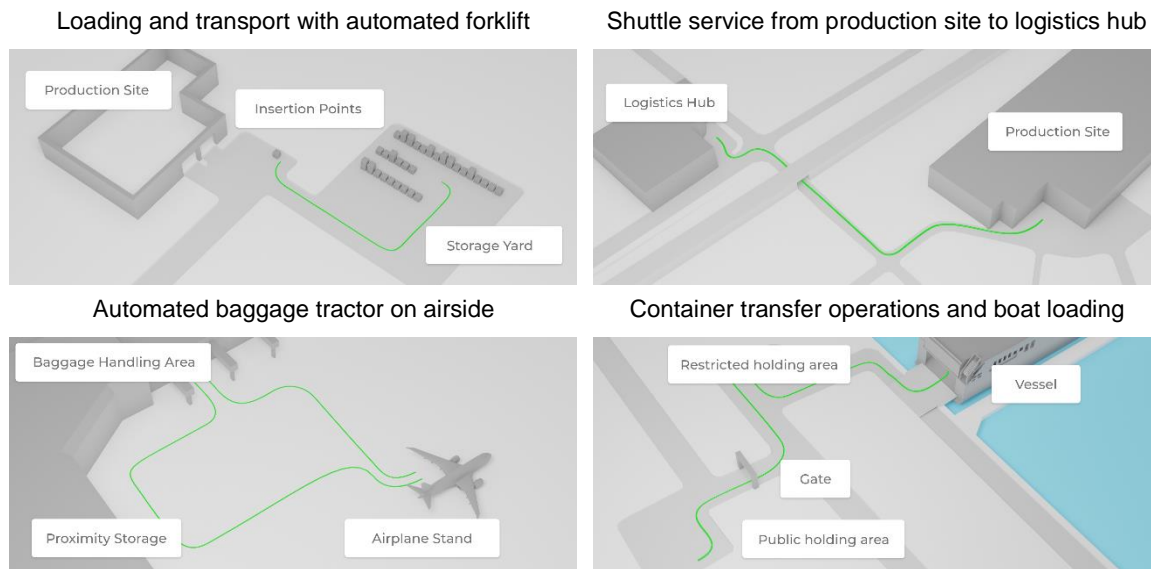 Loading and transport with automated forklift
Shuttle service from production site to logistics hub
Production Site
Insertion Points
Storage Yard
Logistics Hub
Production Site
Automated baggage tractor on airside
Container transfer operations and boat loading
Baggage Handling Area
Proximity Storage
Airplane Stand
Restricted holding area
Vessel
Gate
Public holding area